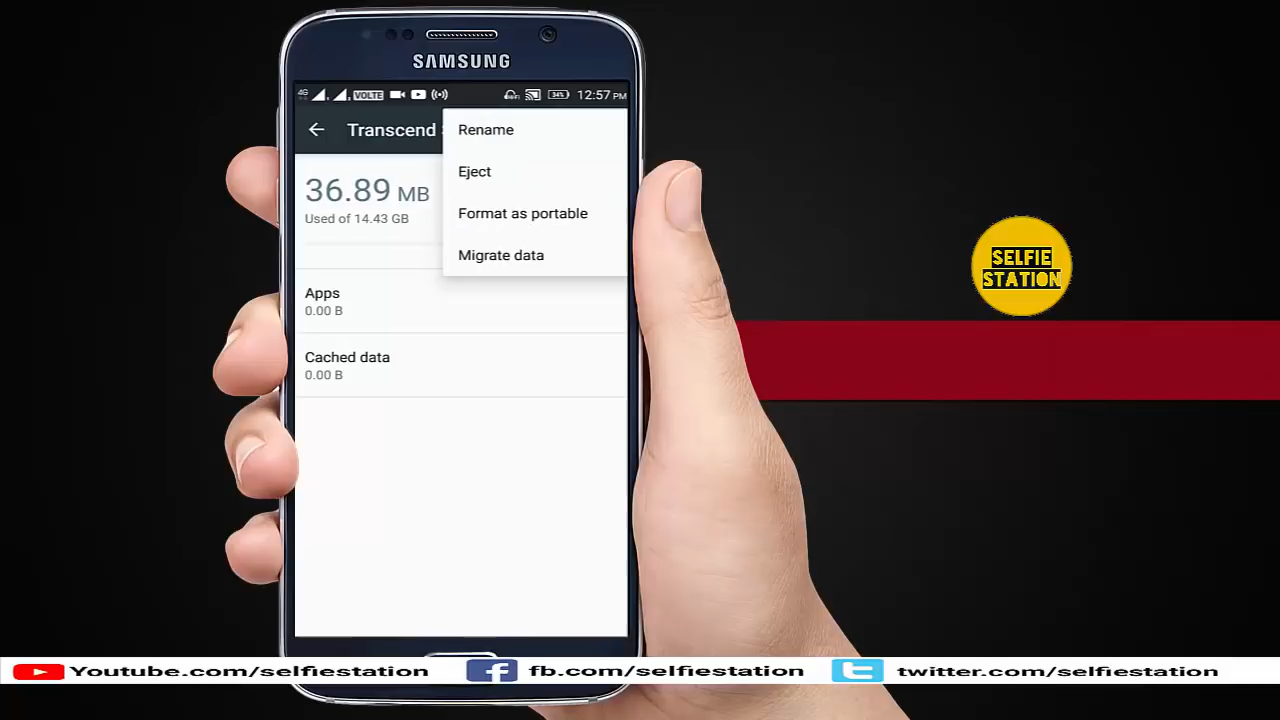 SAMSUNG
4G VOLTE 34% 12:57 PM
Transcend
Rename
Eject
Format as portable
Migrate data
36.89 MB
Used of 14.43 GB
Apps
0.00 B
Cached data
0.00 B
SELFIE
STATION
Youtube.com/selfiestation fb.com/selfiestation twitter.com/selfiestation